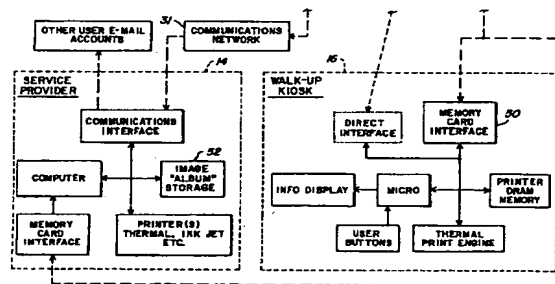 OTHER USER E-MAIL
ACCOUNTS
31
COMMUNICATIONS
NETWORK
SERVICE
PROVIDER
14
COMMUNICATIONS
INTERFACE
COMPUTER
52
IMAGE
"ALBUM"
STORAGE
MEMORY
CARD
INTERFACE
PRINTER(S)
THERMAL, INK JET
ETC.
WALK-UP
KIOSK
16
DIRECT
INTERFACE
MEMORY
CARD
INTERFACE
50
INFO DISPLAY
MICRO
PRINTER
DRAM
MEMORY
USER
BUTTONS
THERMAL
PRINT ENGINE